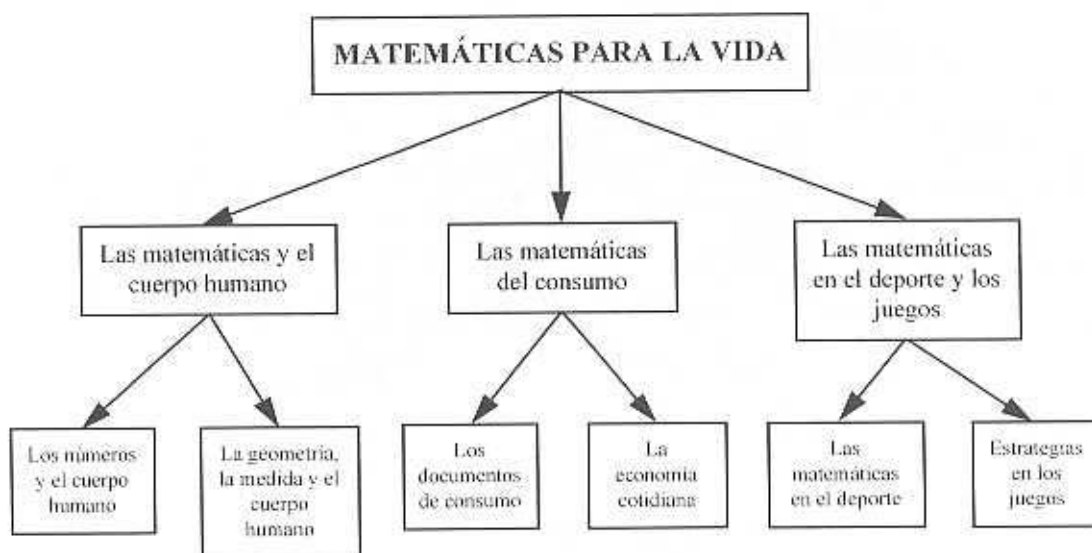 MATEMÁTICAS PARA LA VIDA
Las matemáticas y el
cuerpo humano
Las matemáticas
del consumo
Las matemáticas
en el deporte y los
juegos
Los números
y el cuerpo
humano
La geometría,
la medida y el
cuerpo
humano
Los
documentos
de consumo
La
economía
cotidiana
Las
matemáticas
en el deporte
Estrategias
en los
juegos